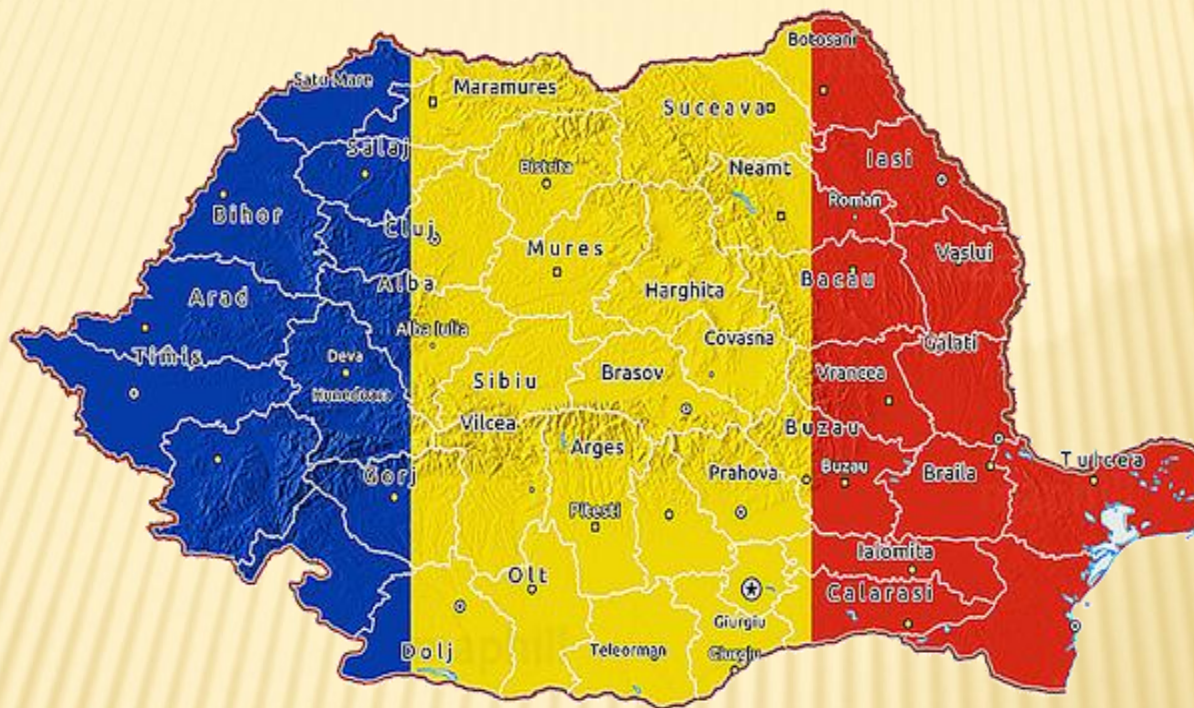 Botosani
Satu Mare
Maramures
Suceava
Salaj
Bistrita
Neamt
Iasi
Bihor
Cluj
Roman
Mures
Vaslui
Arad
Alba
Harghita
Bacau
Alba Iulia
Covasna
Galati
Timis
Deva
Sibiu
Brasov
Vrancea
Hunedoara
Vilcea
Arges
Buzau
Gorj
Prahova
Buzau
Braila
Tulcea
Pitesti
Ialomita
Olt
Calarasi
Giurgiu
Dolj
Teleorman
Giurgiu